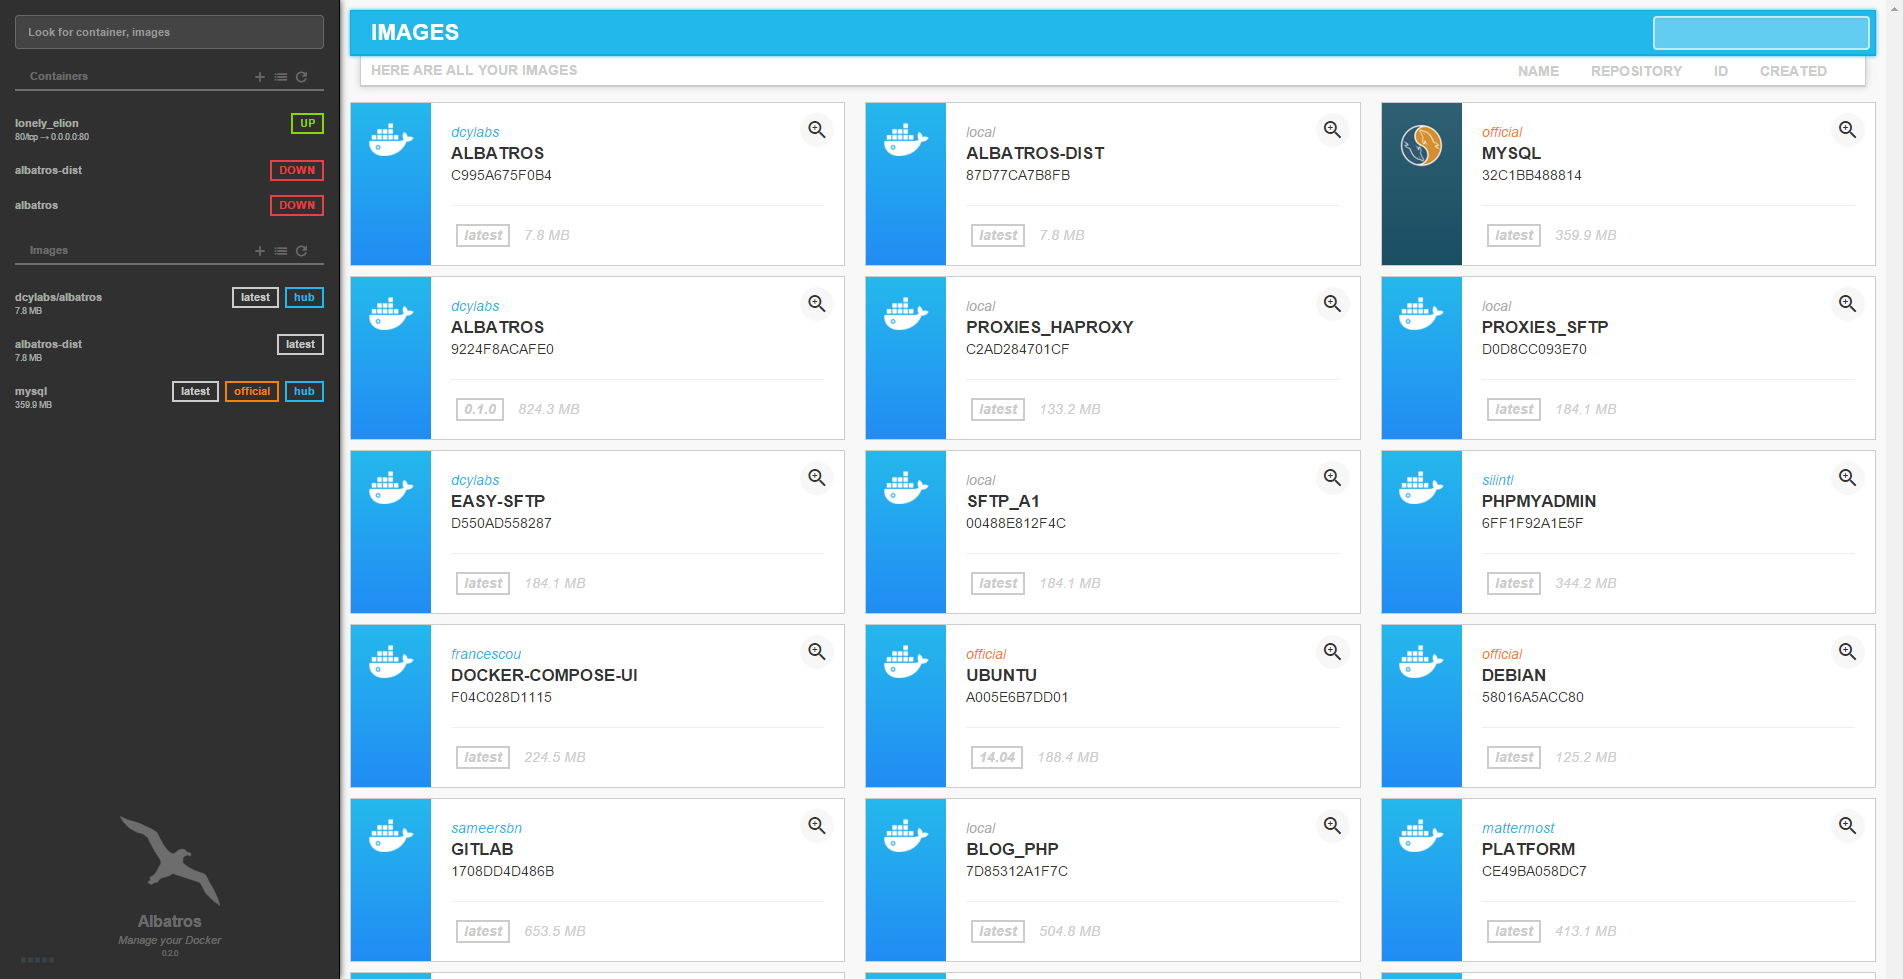 Look for container, images
Containers
lonely_elion UP
80/tcp → 0.0.0.0:80
albatros-dist DOWN
albatros DOWN
Images
dcylabs/albatros latest hub
7.8 MB
albatros-dist latest
7.8 MB
mysql latest official hub
359.9 MB
Albatros
Manage your Docker
0.2.0
IMAGES
HERE ARE ALL YOUR IMAGES NAME REPOSITORY ID CREATED
dcylabs
ALBATROS
C995A675F0B4
latest 7.8 MB
local
ALBATROS-DIST
87D77CA7B8FB
latest 7.8 MB
official
MYSQL
32C1BB488814
latest 359.9 MB
dcylabs
ALBATROS
9224F8ACAFE0
0.1.0 824.3 MB
local
PROXIES_HAPROXY
C2AD284701CF
latest 133.2 MB
local
PROXIES_SFTP
D0D8CC093E70
latest 184.1 MB
dcylabs
EASY-SFTP
D550AD558287
latest 184.1 MB
local
SFTP_A1
00488E812F4C
latest 184.1 MB
silintl
PHPMYADMIN
6FF1F92A1E5F
latest 344.2 MB
francescou
DOCKER-COMPOSE-UI
F04C028D1115
latest 224.5 MB
official
UBUNTU
A005E6B7DD01
14.04 188.4 MB
official
DEBIAN
58016A5ACC80
latest 125.2 MB
sameersbn
GITLAB
1708DD4D486B
latest 653.5 MB
local
BLOG_PHP
7D85312A1F7C
latest 504.8 MB
mattermost
PLATFORM
CE49BA058DC7
latest 413.1 MB